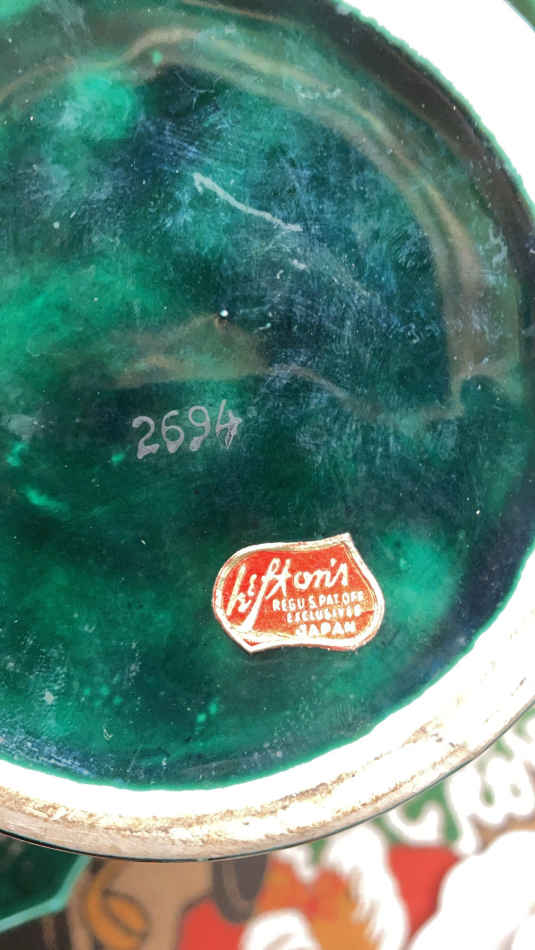 2694
Lefton's
REG U.S. PAT. OFF.
EXCLUSIVES
JAPAN